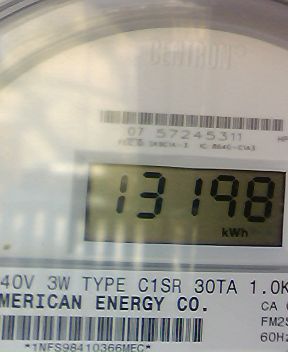 CENTRON®
07 57245311
13198
kWh
40V 3W TYPE C1SR 30TA 1.0K
MERICAN ENERGY CO.
CA
FM2S
60Hz
*1NFS98410366MEC*